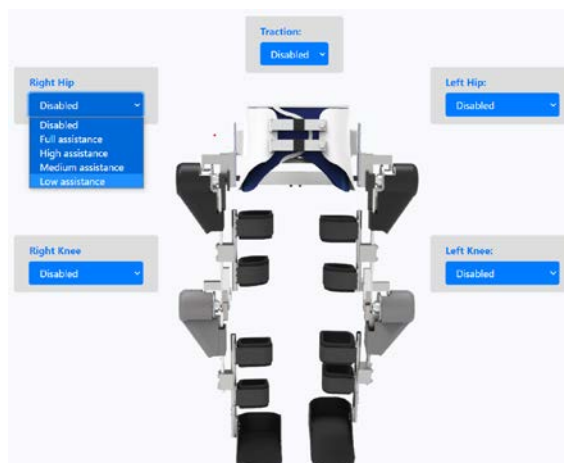 Traction:
Disabled
Right Hip
Disabled
Disabled
Full assistance
High assistance
Medium assistance
Low assistance
Left Hip:
Disabled
Right Knee
Disabled
Left Knee:
Disabled